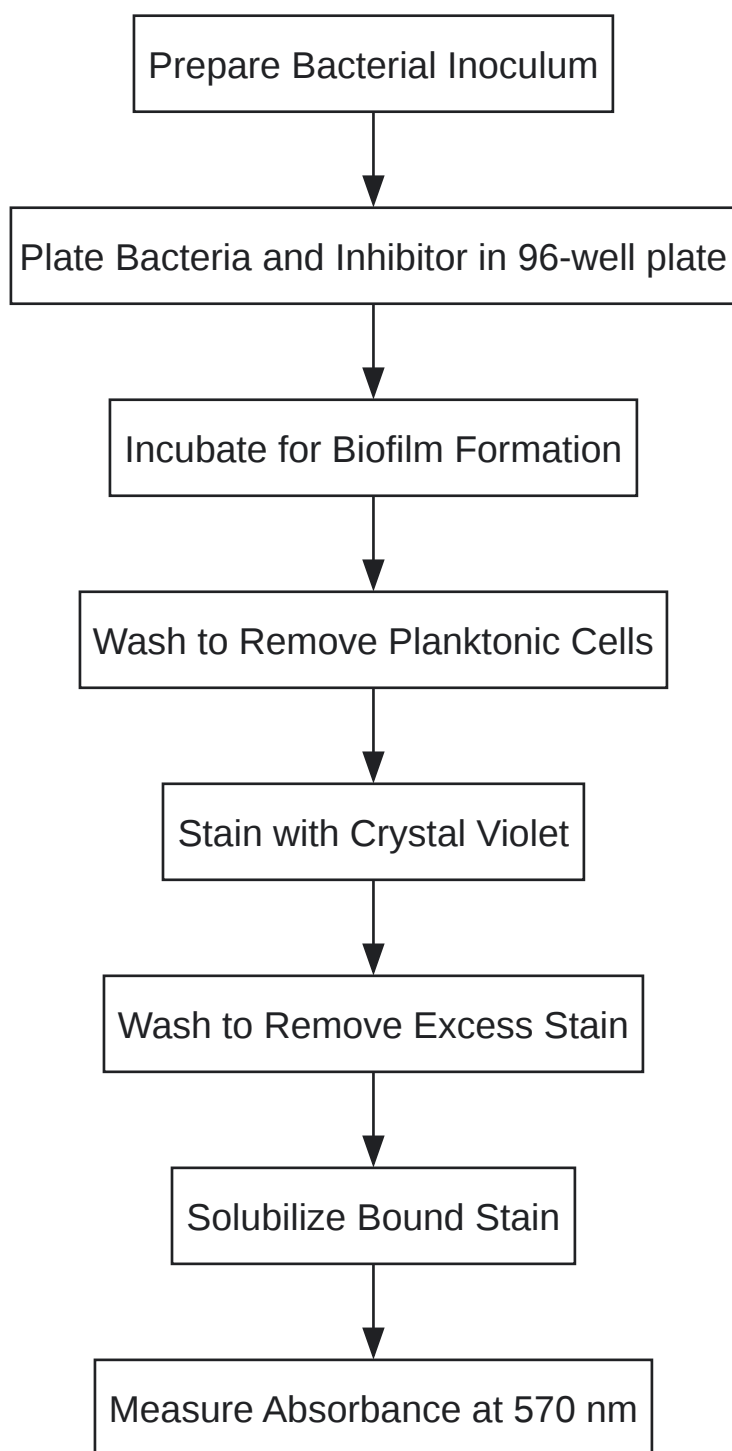 Prepare Bacterial Inoculum
Plate Bacteria and Inhibitor in 96-well plate
Incubate for Biofilm Formation
Wash to Remove Planktonic Cells
Stain with Crystal Violet
Wash to Remove Excess Stain
Solubilize Bound Stain
Measure Absorbance at 570 nm